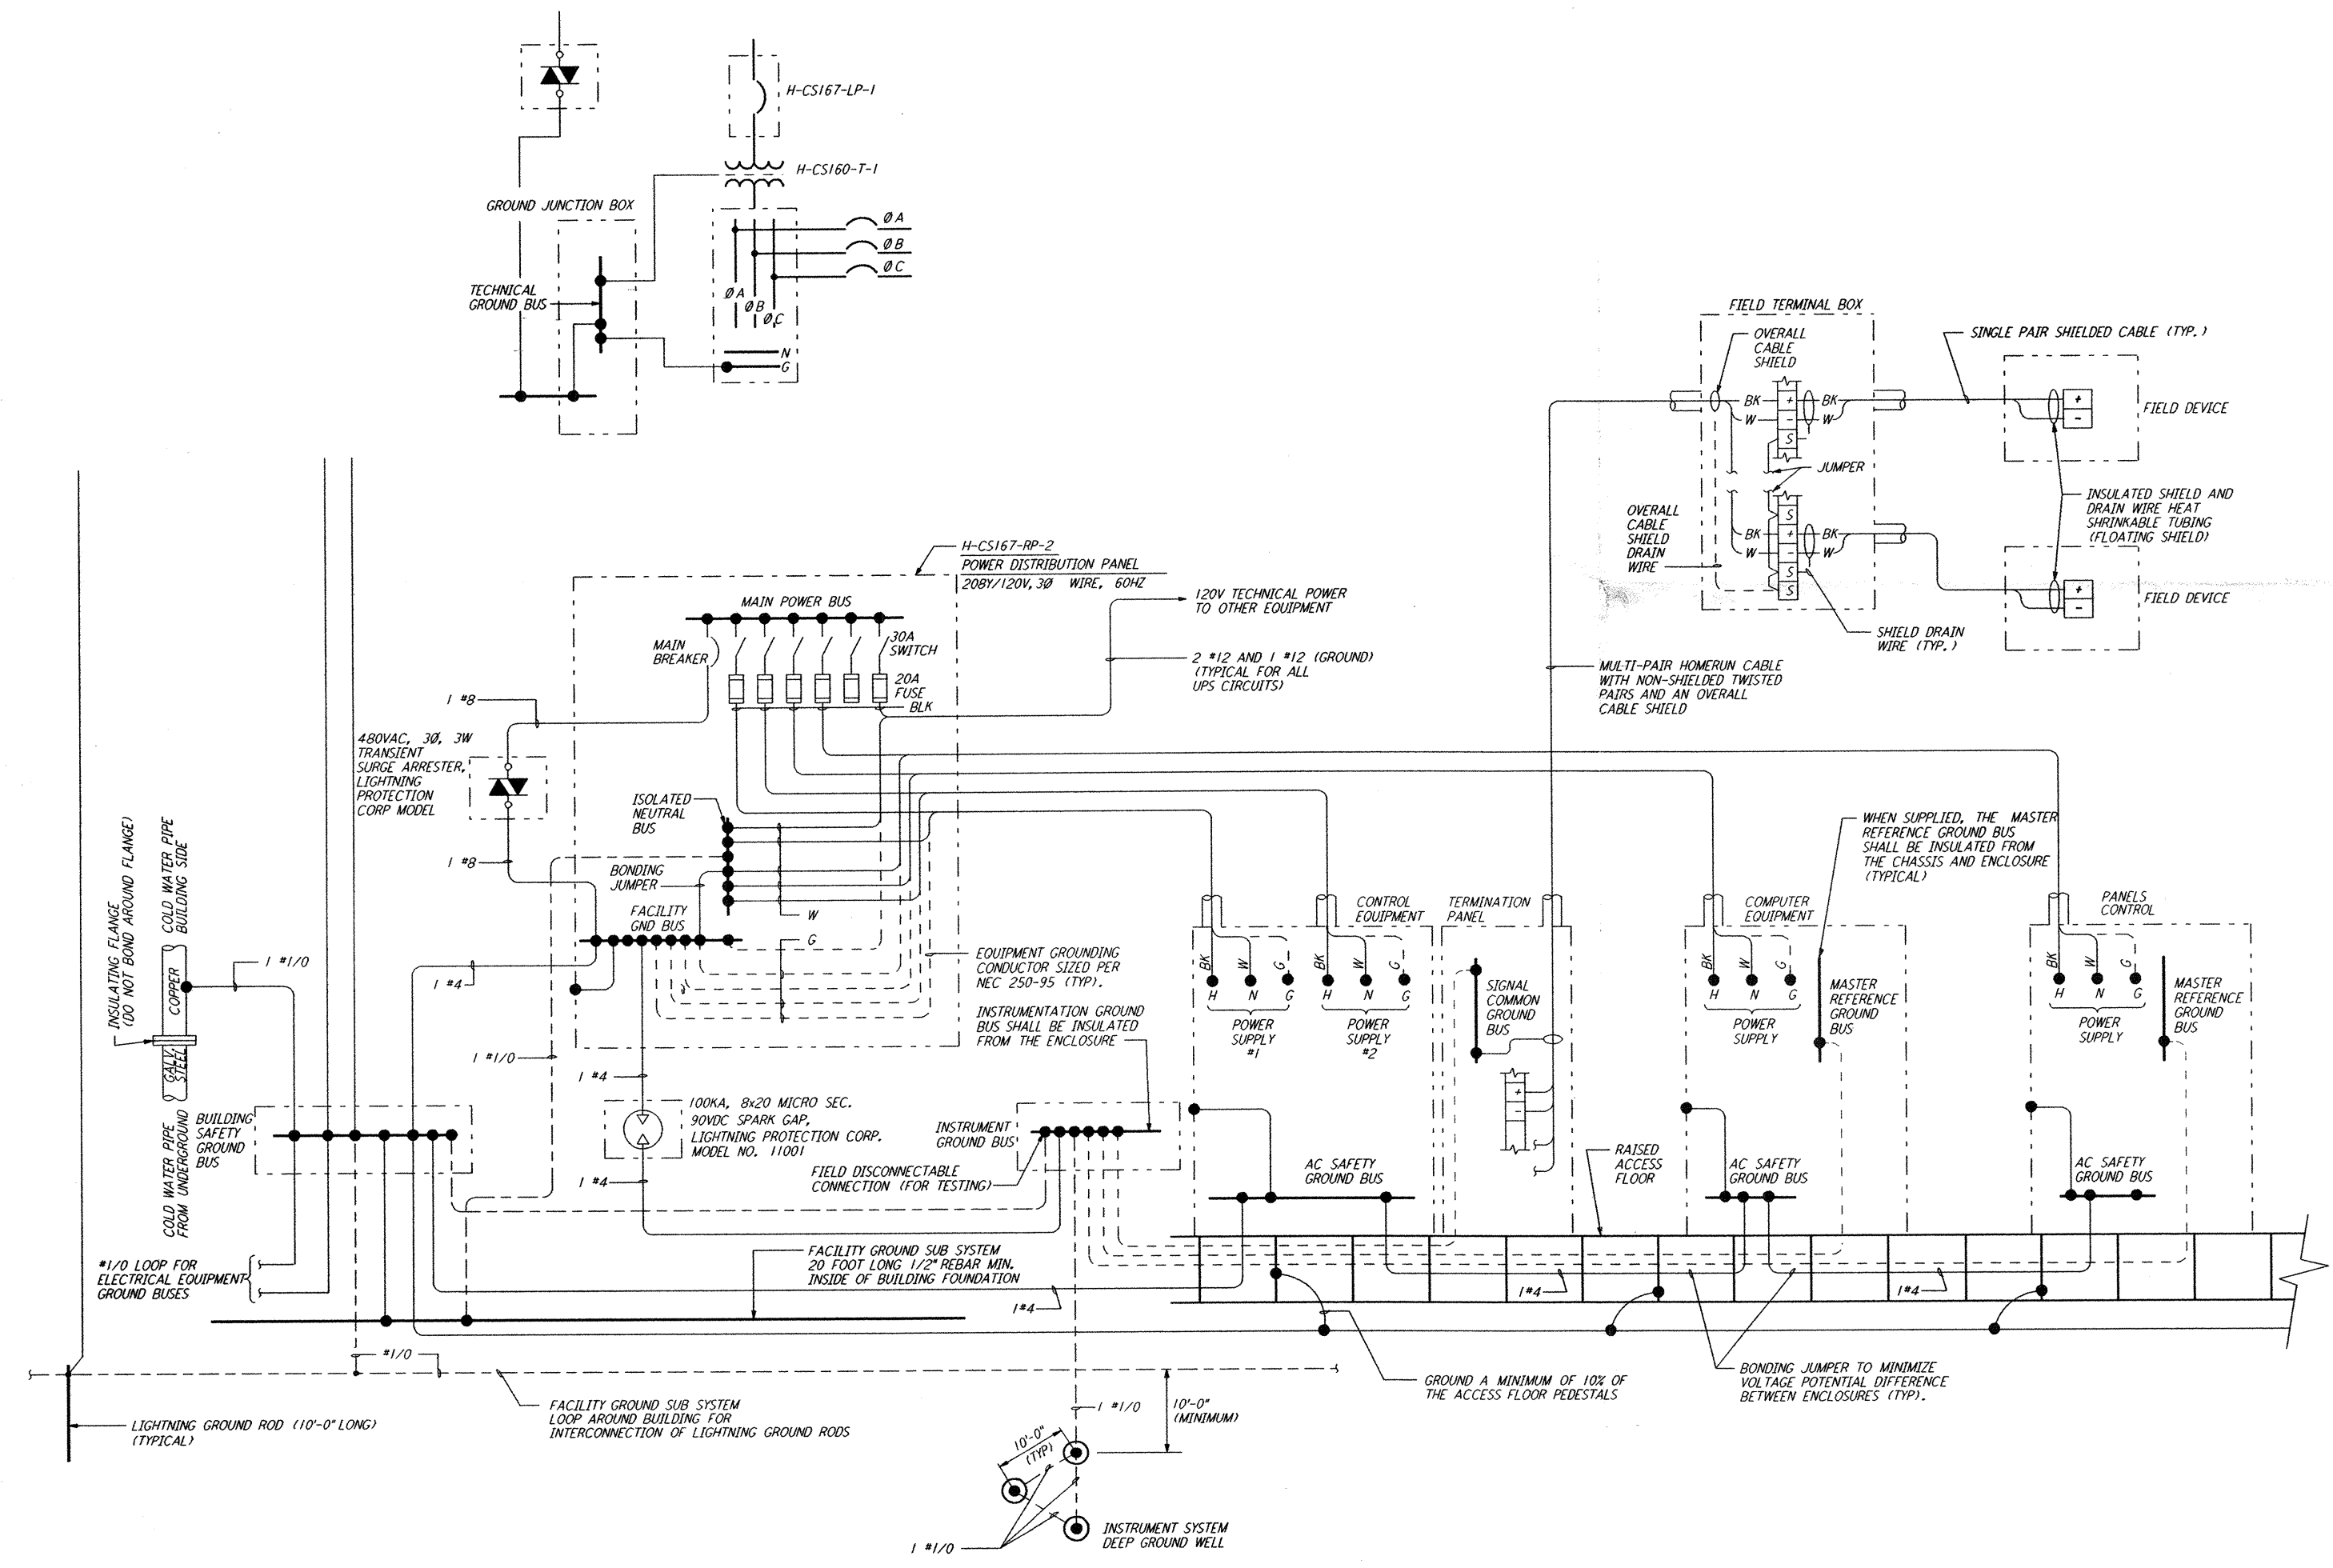 H-CS167-LP-1
H-CS160-T-1
GROUND JUNCTION BOX
TECHNICAL
GROUND BUS
ØA
ØB
ØC
ØA
ØB
ØC
N
G
FIELD TERMINAL BOX
OVERALL
CABLE
SHIELD
SINGLE PAIR SHIELDED CABLE (TYP.)
BK
W
+
-
S
BK
W
+
-
FIELD DEVICE
JUMPER
OVERALL
CABLE
SHIELD
DRAIN
WIRE
S
BK
W
+
-
S
S
BK
W
INSULATED SHIELD AND
DRAIN WIRE HEAT
SHRINKABLE TUBING
(FLOATING SHIELD)
+
-
FIELD DEVICE
SHIELD DRAIN
WIRE (TYP.)
MULTI-PAIR HOMERUN CABLE
WITH NON-SHIELDED TWISTED
PAIRS AND AN OVERALL
CABLE SHIELD
H-CS167-RP-2
POWER DISTRIBUTION PANEL
208Y/120V, 3Ø WIRE, 60HZ
MAIN POWER BUS
MAIN
BREAKER
30A
SWITCH
20A
FUSE
BLK
120V TECHNICAL POWER
TO OTHER EQUIPMENT
2 #12 AND 1 #12 (GROUND)
(TYPICAL FOR ALL
UPS CIRCUITS)
1 #8
480VAC, 3Ø, 3W
TRANSIENT
SURGE ARRESTER,
LIGHTNING
PROTECTION
CORP MODEL
1 #8
ISOLATED
NEUTRAL
BUS
BONDING
JUMPER
FACILITY
GND BUS
W
G
1 #4
EQUIPMENT GROUNDING
CONDUCTOR SIZED PER
NEC 250-95 (TYP).
INSTRUMENTATION GROUND
BUS SHALL BE INSULATED
FROM THE ENCLOSURE
INSULATING FLANGE
(DO NOT BOND AROUND FLANGE)
COLD WATER PIPE
BUILDING SIDE
COPPER
GALV.
STEEL
COLD WATER PIPE
FROM UNDERGROUND
1 #1/0
1 #1/0
BUILDING
SAFETY
GROUND
BUS
1 #4
100KA, 8x20 MICRO SEC.
90VDC SPARK GAP,
LIGHTNING PROTECTION CORP.
MODEL NO. 11001
1 #4
INSTRUMENT
GROUND BUS
FIELD DISCONNECTABLE
CONNECTION (FOR TESTING)
CONTROL
EQUIPMENT
BK
W
G
H
N
G
POWER
SUPPLY
#1
BK
W
G
H
N
G
POWER
SUPPLY
#2
AC SAFETY
GROUND BUS
TERMINATION
PANEL
SIGNAL
COMMON
GROUND
BUS
+
-
WHEN SUPPLIED, THE MASTER
REFERENCE GROUND BUS
SHALL BE INSULATED FROM
THE CHASSIS AND ENCLOSURE
(TYPICAL)
COMPUTER
EQUIPMENT
BK
W
G
H
N
G
POWER
SUPPLY
MASTER
REFERENCE
GROUND
BUS
RAISED
ACCESS
FLOOR
AC SAFETY
GROUND BUS
PANELS
CONTROL
BK
W
G
H
N
G
POWER
SUPPLY
MASTER
REFERENCE
GROUND
BUS
AC SAFETY
GROUND BUS
#1/0 LOOP FOR
ELECTRICAL EQUIPMENT
GROUND BUSES
FACILITY GROUND SUB SYSTEM
20 FOOT LONG 1/2" REBAR MIN.
INSIDE OF BUILDING FOUNDATION
1#4
1#4
1#4
#1/0
LIGHTNING GROUND ROD (10'-0" LONG)
(TYPICAL)
FACILITY GROUND SUB SYSTEM
LOOP AROUND BUILDING FOR
INTERCONNECTION OF LIGHTNING GROUND RODS
1 #1/0
10'-0"
(MINIMUM)
10'-0"
(TYP)
GROUND A MINIMUM OF 10% OF
THE ACCESS FLOOR PEDESTALS
BONDING JUMPER TO MINIMIZE
VOLTAGE POTENTIAL DIFFERENCE
BETWEEN ENCLOSURES (TYP).
INSTRUMENT SYSTEM
DEEP GROUND WELL
1 #1/0